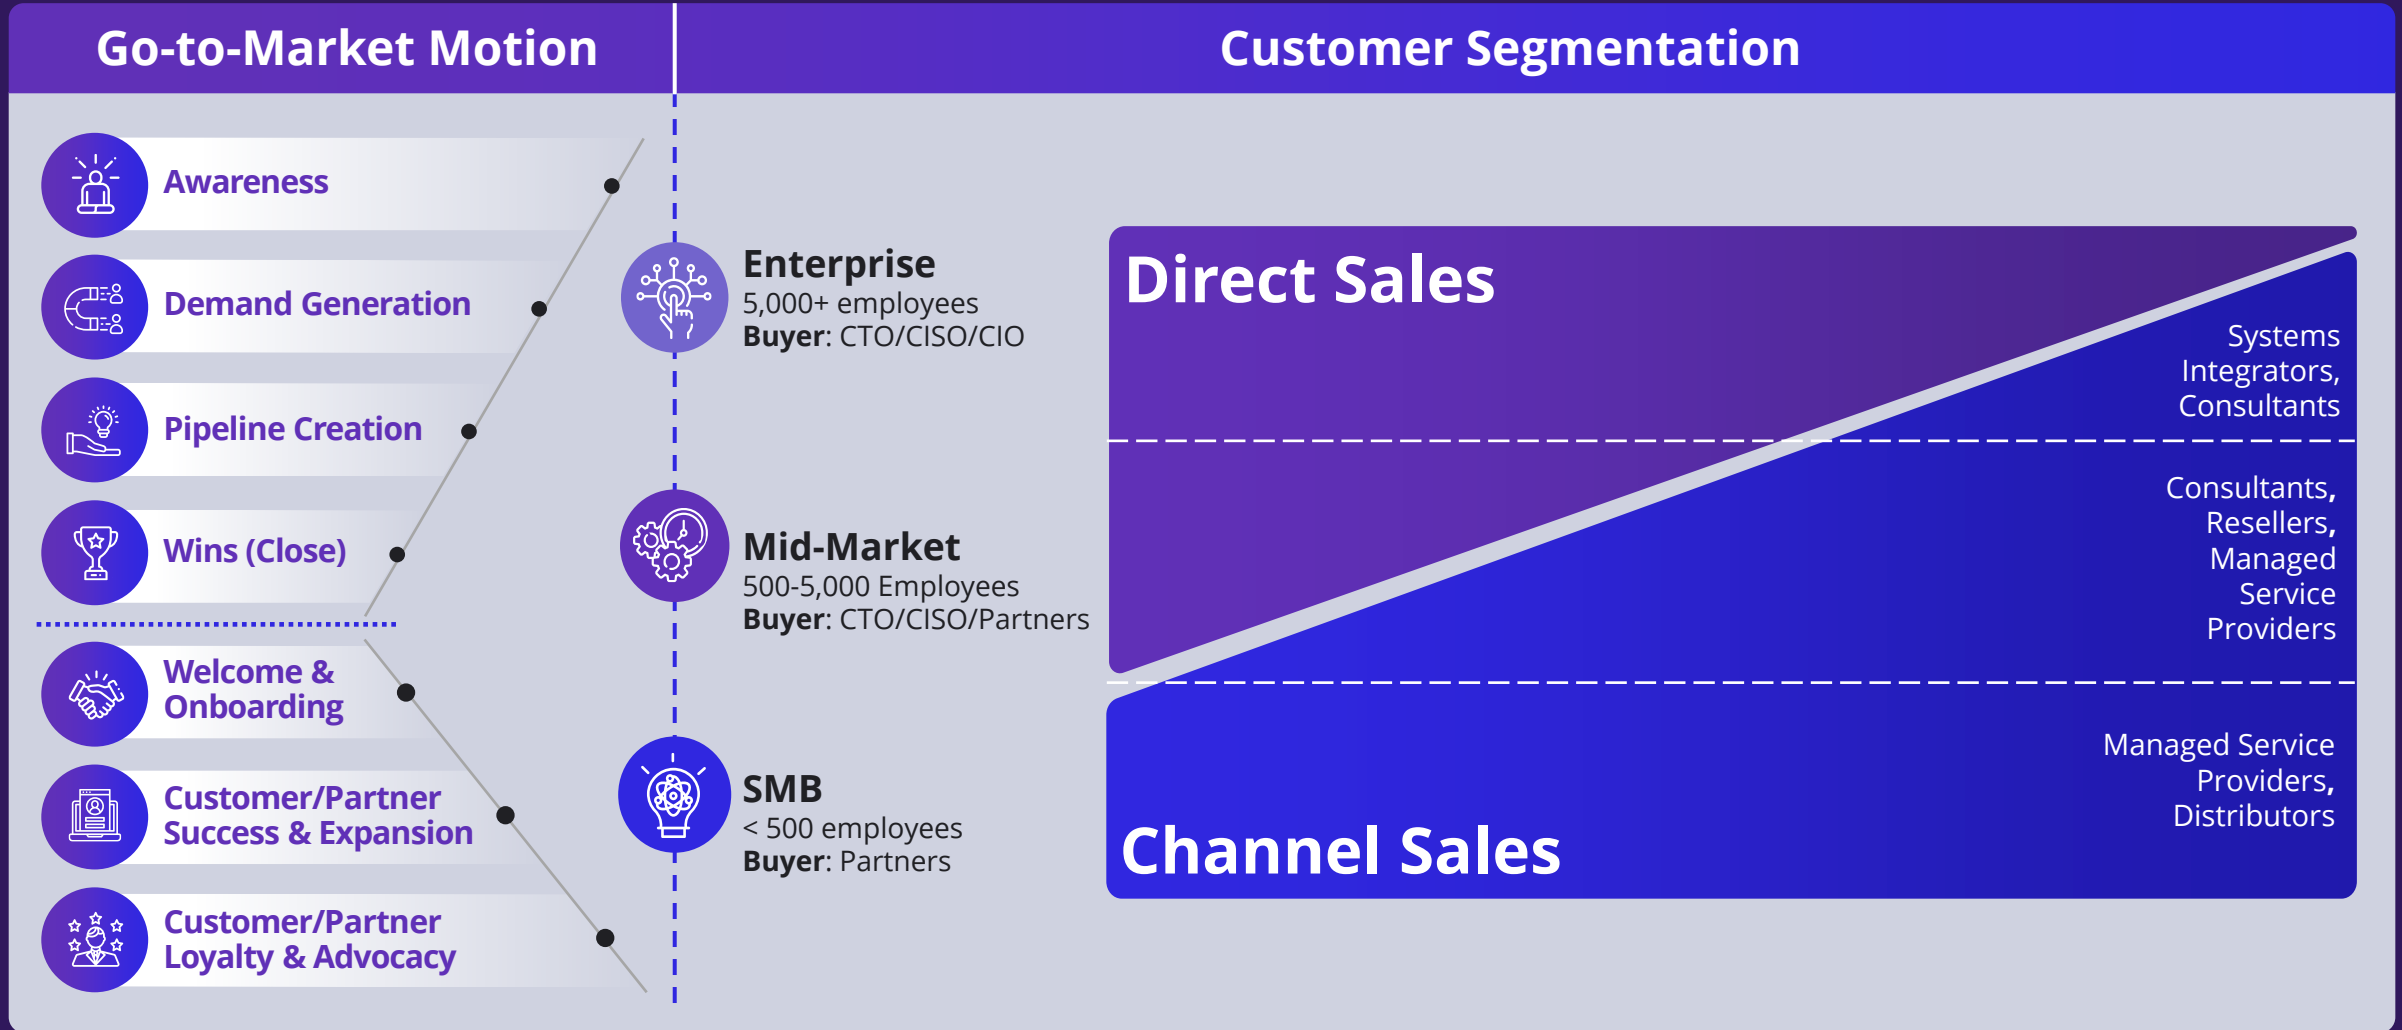 Go-to-Market Motion
Customer Segmentation
Awareness
Demand Generation
Pipeline Creation
Wins (Close)
Welcome &
Onboarding
Customer/Partner
Success & Expansion
Customer/Partner
Loyalty & Advocacy
Enterprise
5,000+ employees
Buyer: CTO/CISO/CIO
Mid-Market
500-5,000 Employees
Buyer: CTO/CISO/Partners
SMB
< 500 employees
Buyer: Partners
Direct Sales
Systems
Integrators,
Consultants
Consultants,
Resellers,
Managed
Service
Providers
Managed Service
Providers,
Distributors
Channel Sales